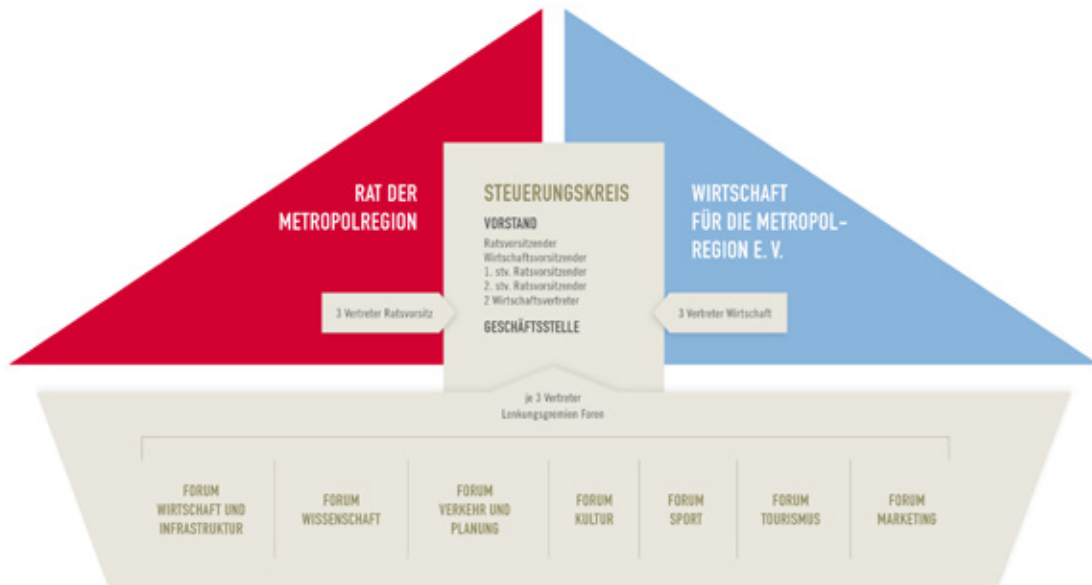 RAT DER
METROPOLREGION
3 Vertreter Ratsvorsitz
STEUERUNGSKREIS
VORSTAND
Ratsvorsitzender
Wirtschaftsvorsitzender
1. stv. Ratsvorsitzender
2. stv. Ratsvorsitzender
2 Wirtschaftsvertreter
GESCHÄFTSSTELLE
WIRTSCHAFT
FÜR DIE METROPOL-
REGION E. V.
3 Vertreter Wirtschaft
je 3 Vertreter
Lenkungsgremien Foren
FORUM
WIRTSCHAFT UND
INFRASTRUKTUR
FORUM
WISSENSCHAFT
FORUM
VERKEHR UND
PLANUNG
FORUM
KULTUR
FORUM
SPORT
FORUM
TOURISMUS
FORUM
MARKETING